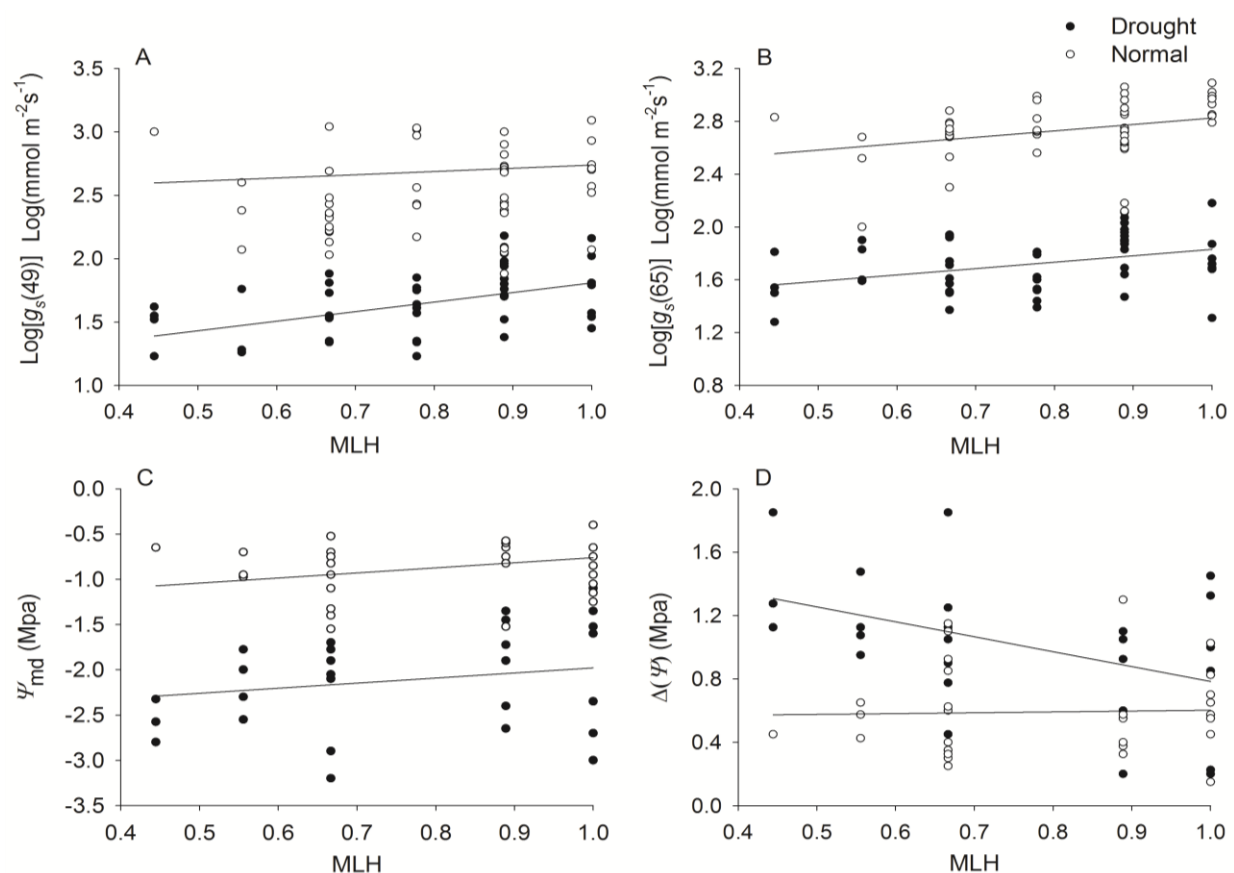 Drought
Normal
A
Log[gs(49)] Log(mmol m-2s-1)
3.5
3.0
2.5
2.0
1.5
1.0
0.4 0.5 0.6 0.7 0.8 0.9 1.0
MLH
B
Log[gs(65)] Log(mmol m-2s-1)
3.2
2.8
2.4
2.0
1.6
1.2
0.8
0.4 0.5 0.6 0.7 0.8 0.9 1.0
MLH
C
Ψmd (Mpa)
0.0
-0.5
-1.0
-1.5
-2.0
-2.5
-3.0
-3.5
0.4 0.5 0.6 0.7 0.8 0.9 1.0
MLH
D
Δ(Ψ) (Mpa)
2.0
1.6
1.2
0.8
0.4
0.0
0.4 0.5 0.6 0.7 0.8 0.9 1.0
MLH